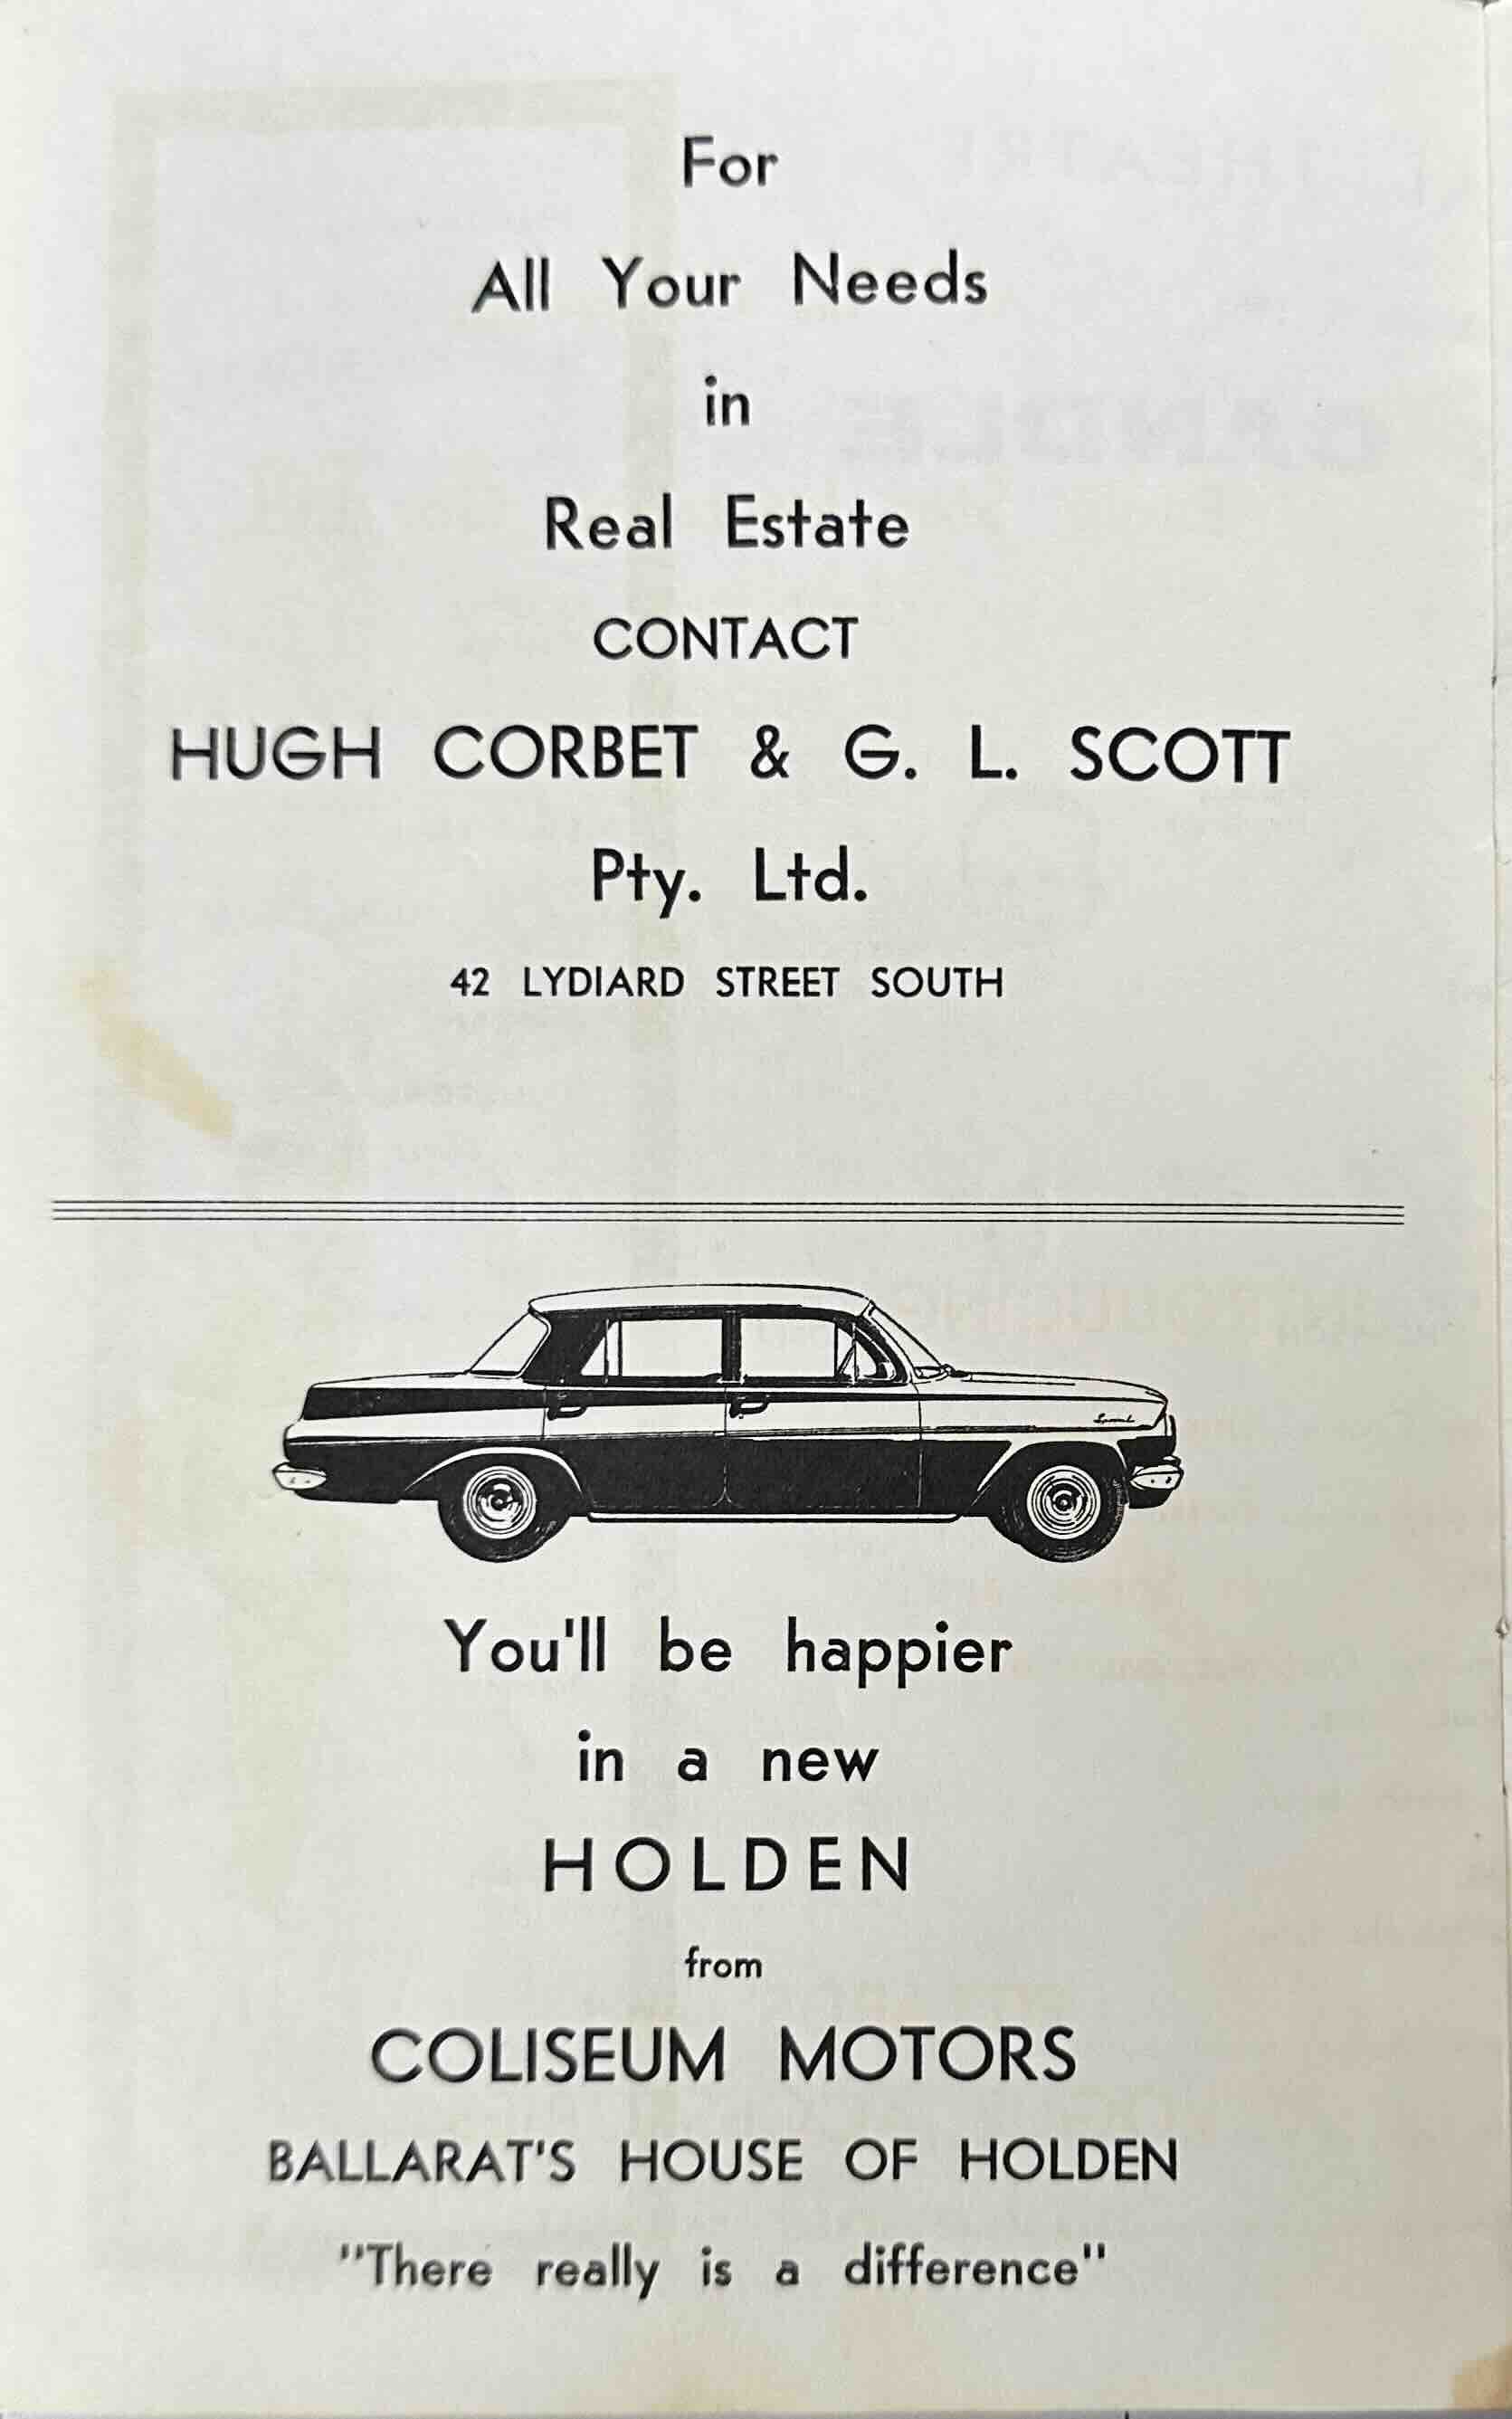 For
All Your Needs
in
Real Estate
CONTACT
HUGH CORBET & G. L. SCOTT
Pty. Ltd.
42 LYDIARD STREET SOUTH
Special
You'll be happier
in a new
HOLDEN
from
COLISEUM MOTORS
BALLARAT'S HOUSE OF HOLDEN
"There really is a difference"